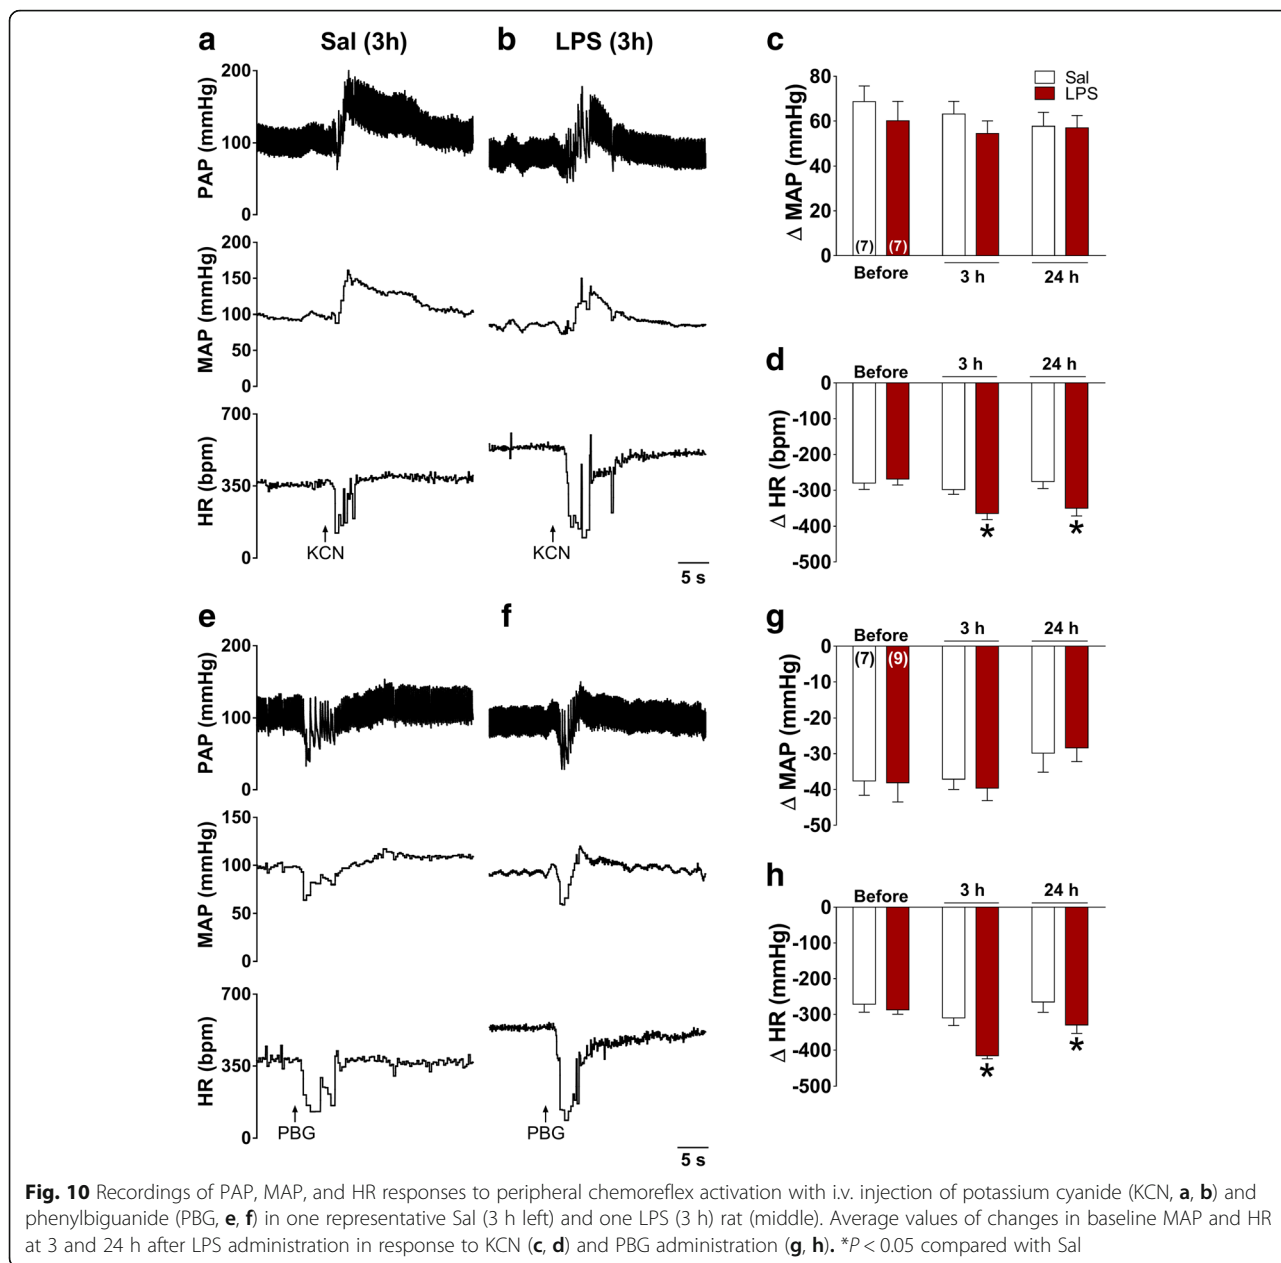 a Sal (3h) b LPS (3h) c
200
100
0
PAP (mmHg)
200
150
100
50
0
MAP (mmHg)
700
350
0
HR (bpm)
KCN
KCN
5 s
80
60
40
20
0
Δ MAP (mmHg)
Sal
LPS
(7) (7)
Before 3 h 24 h
d
Before 3 h 24 h
0
-100
-200
-300
-400
-500
Δ HR (bpm)
* *
e f
200
100
0
PAP (mmHg)
150
100
50
0
MAP (mmHg)
700
350
0
HR (bpm)
PBG
PBG
5 s
g
Before 3 h 24 h
(7) (9)
0
-10
-20
-30
-40
-50
Δ MAP (mmHg)
h
Before 3 h 24 h
0
-100
-200
-300
-400
-500
Δ HR (mmHg)
* *
Fig. 10 Recordings of PAP, MAP, and HR responses to peripheral chemoreflex activation with i.v. injection of potassium cyanide (KCN, a, b) and
phenylbiguanide (PBG, e, f) in one representative Sal (3 h left) and one LPS (3 h) rat (middle). Average values of changes in baseline MAP and HR
at 3 and 24 h after LPS administration in response to KCN (c, d) and PBG administration (g, h). *P < 0.05 compared with Sal